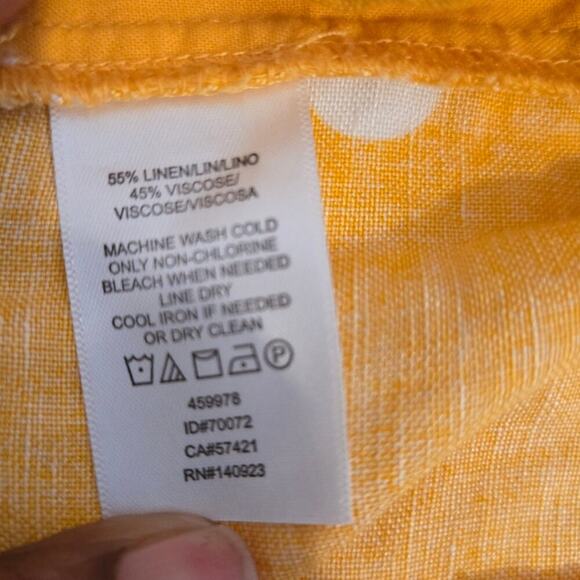 55% LINEN/LIN/LINO
45% VISCOSE/
VISCOSE/VISCOSA
MACHINE WASH COLD
ONLY NON-CHLORINE
BLEACH WHEN NEEDED
LINE DRY
COOL IRON IF NEEDED
OR DRY CLEAN
P
459978
ID#70072
CA#57421
RN#140923